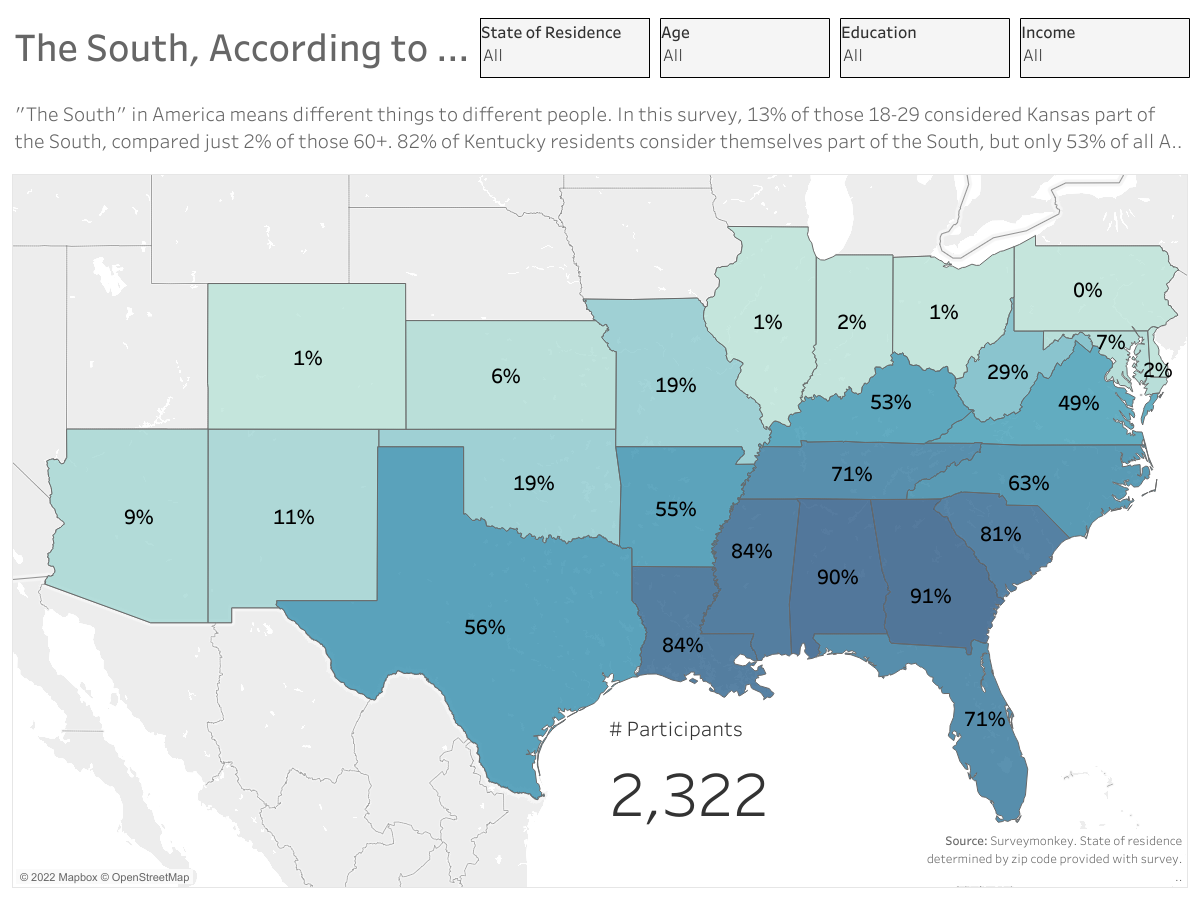 The South, According to ...
State of Residence
All
Age
All
Education
All
Income
All
"The South" in America means different things to different people. In this survey, 13% of those 18-29 considered Kansas part of
the South, compared just 2% of those 60+. 82% of Kentucky residents consider themselves part of the South, but only 53% of all A..
0%
1%
1%
2%
7%
1%
6%
19%
29%
2%
53%
49%
71%
19%
63%
9%
11%
55%
81%
84%
90%
91%
56%
84%
71%
# Participants
2,322
Source: Surveymonkey. State of residence
determined by zip code provided with survey.
..
© 2022 Mapbox © OpenStreetMap